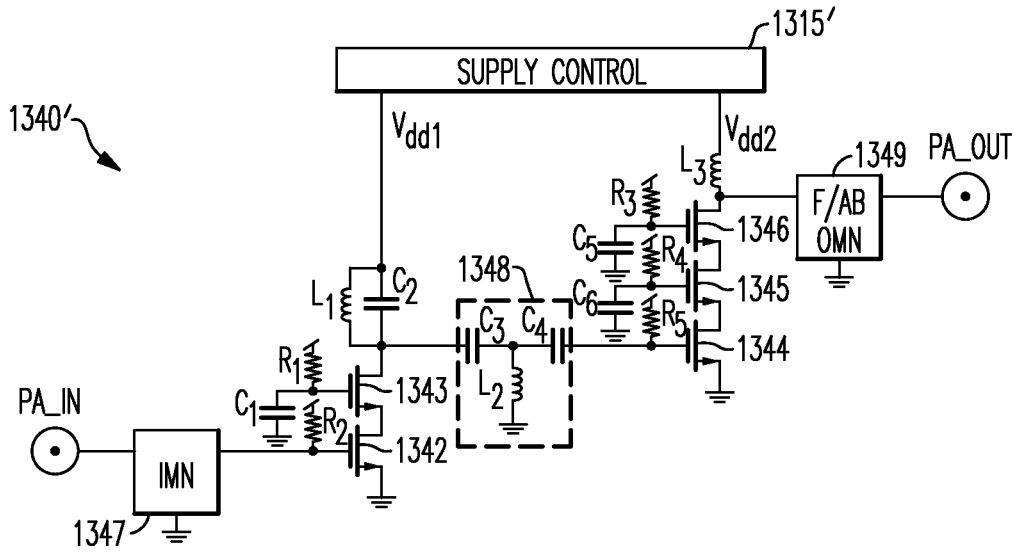 1315′
SUPPLY CONTROL
1340′
Vdd1
Vdd2
1349
PA_OUT
L3
F/AB
OMN
R3
1346
C5
R4
1348
1345
C6
R5
L1
C2
C3
C4
1344
L2
R1
1343
C1
R2
PA_IN
1342
IMN
1347